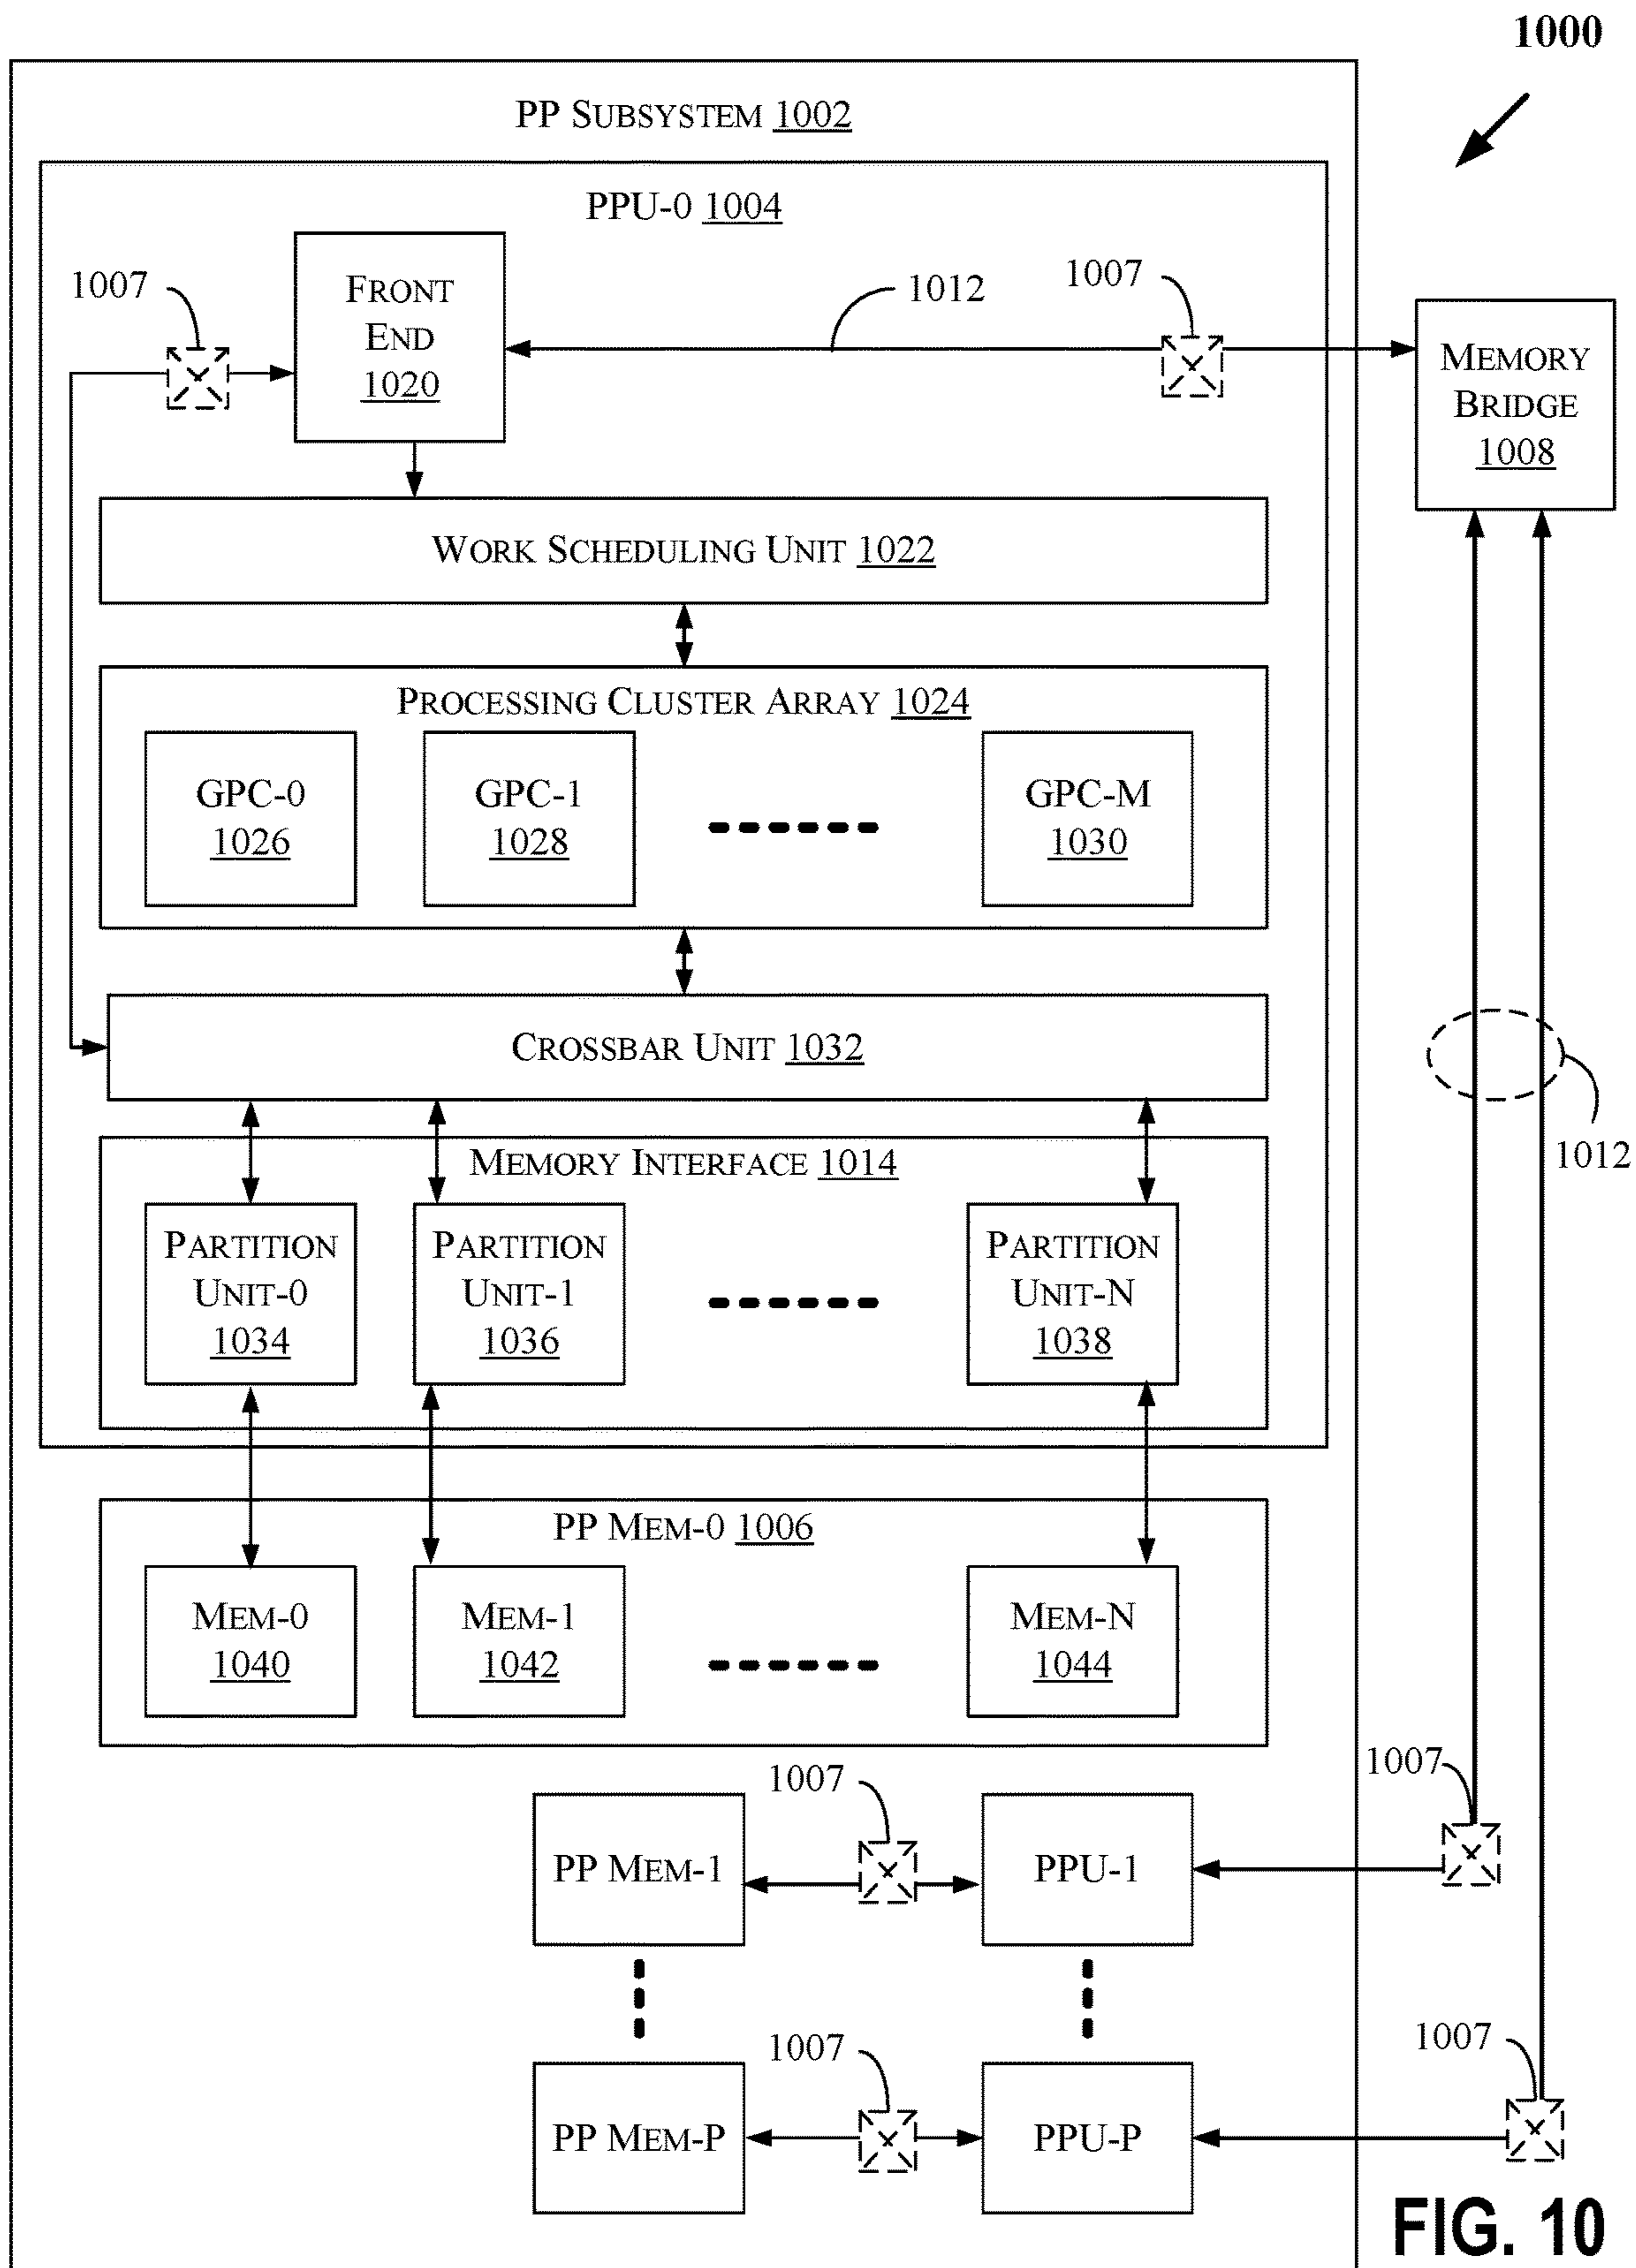 1000
PP SUBSYSTEM 1002
PPU-0 1004
1007
FRONT
END
1020
1012
1007
MEMORY
BRIDGE
1008
WORK SCHEDULING UNIT 1022
PROCESSING CLUSTER ARRAY 1024
GPC-0
1026
GPC-1
1028
GPC-M
1030
CROSSBAR UNIT 1032
1012
MEMORY INTERFACE 1014
PARTITION
UNIT-0
1034
PARTITION
UNIT-1
1036
PARTITION
UNIT-N
1038
PP MEM-0 1006
MEM-0
1040
MEM-1
1042
MEM-N
1044
1007
1007
PP MEM-1
PPU-1
1007
1007
PP MEM-P
PPU-P
FIG. 10